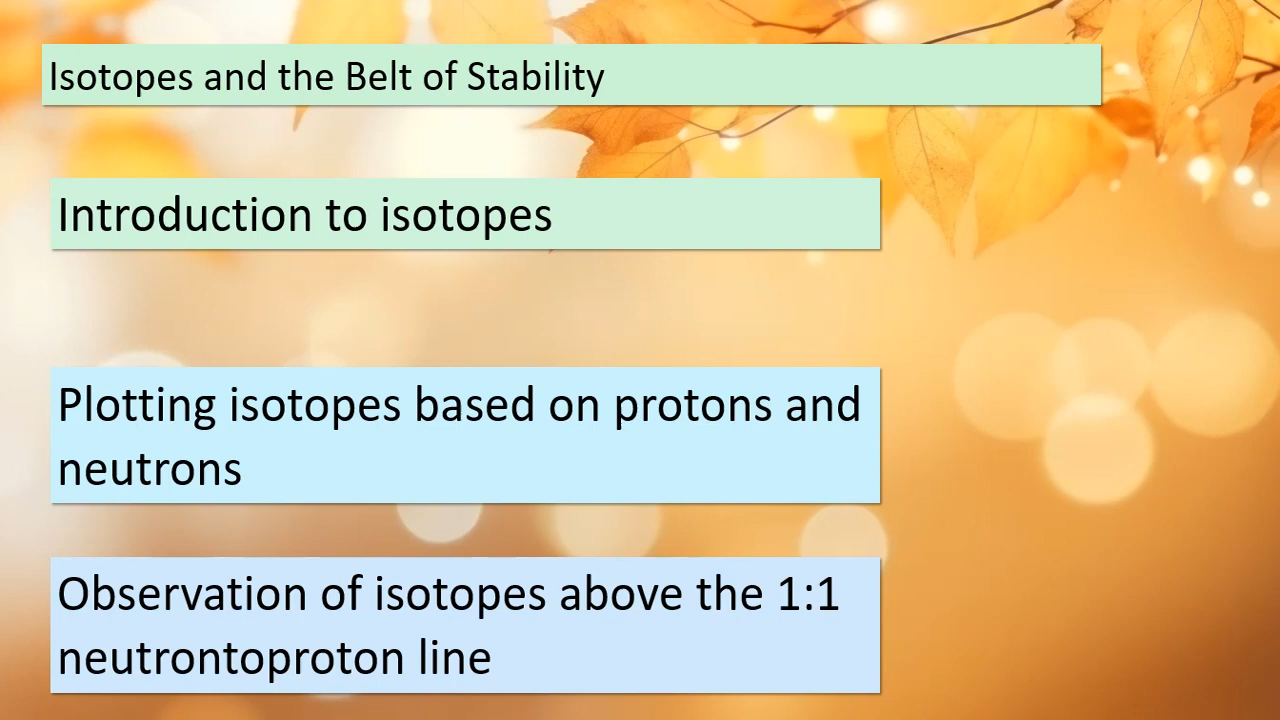 Isotopes and the Belt of Stability
Introduction to isotopes
Plotting isotopes based on protons and
neutrons
Observation of isotopes above the 1:1
neutrontoproton line